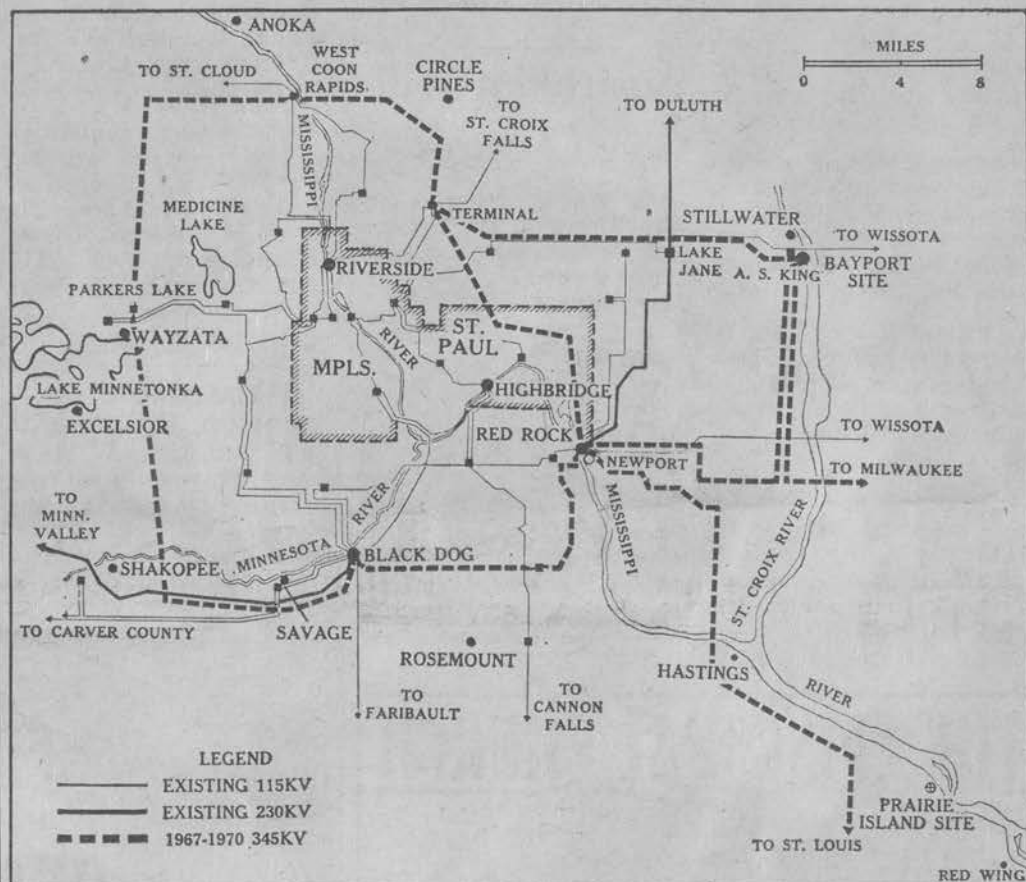 ANOKA
WEST
COON
RAPIDS
TO ST. CLOUD
CIRCLE
PINES
MILES
0 4 8
TO
ST. CROIX
FALLS
TO DULUTH
MISSISSIPPI
MEDICINE
LAKE
TERMINAL
STILLWATER
TO WISSOTA
RIVERSIDE
LAKE
JANE
A. S. KING
BAYPORT
SITE
PARKERS LAKE
WAYZATA
RIVER
ST.
PAUL
MPLS.
LAKE MINNETONKA
HIGHBRIDGE
EXCELSIOR
RED ROCK
TO WISSOTA
NEWPORT
TO MILWAUKEE
TO
MINN.
VALLEY
RIVER
MISSISSIPPI
MINNESOTA
BLACK DOG
SHAKOPEE
ST. CROIX RIVER
TO CARVER COUNTY
SAVAGE
ROSEMOUNT
HASTINGS
RIVER
TO
FARIBAULT
TO
CANNON
FALLS
LEGEND
EXISTING 115KV
EXISTING 230KV
1967-1970 345KV
PRAIRIE
ISLAND SITE
TO ST. LOUIS
RED WING